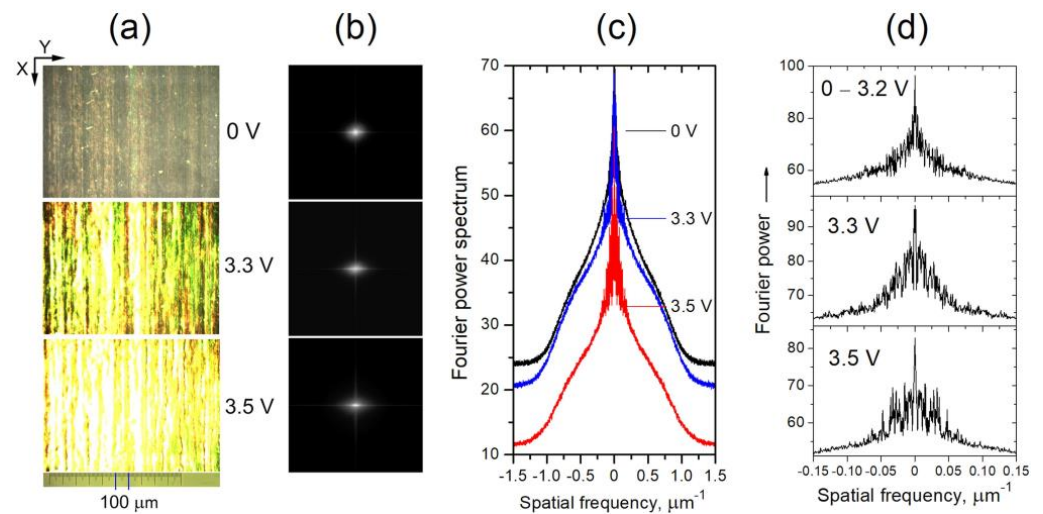 (a)
(b)
(c)
(d)
Y
X
0 V
3.3 V
3.5 V
100 μm
Fourier power spectrum
70
60
50
40
30
20
10
0 V
3.3 V
3.5 V
-1.5 -1.0 -0.5 0 0.5 1.0 1.5
Spatial frequency, μm-1
Fourier power
100
80
60
0 – 3.2 V
90
80
70
3.3 V
80
70
60
3.5 V
-0.15 -0.10 -0.05 0 0.05 0.10 0.15
Spatial frequency, μm-1